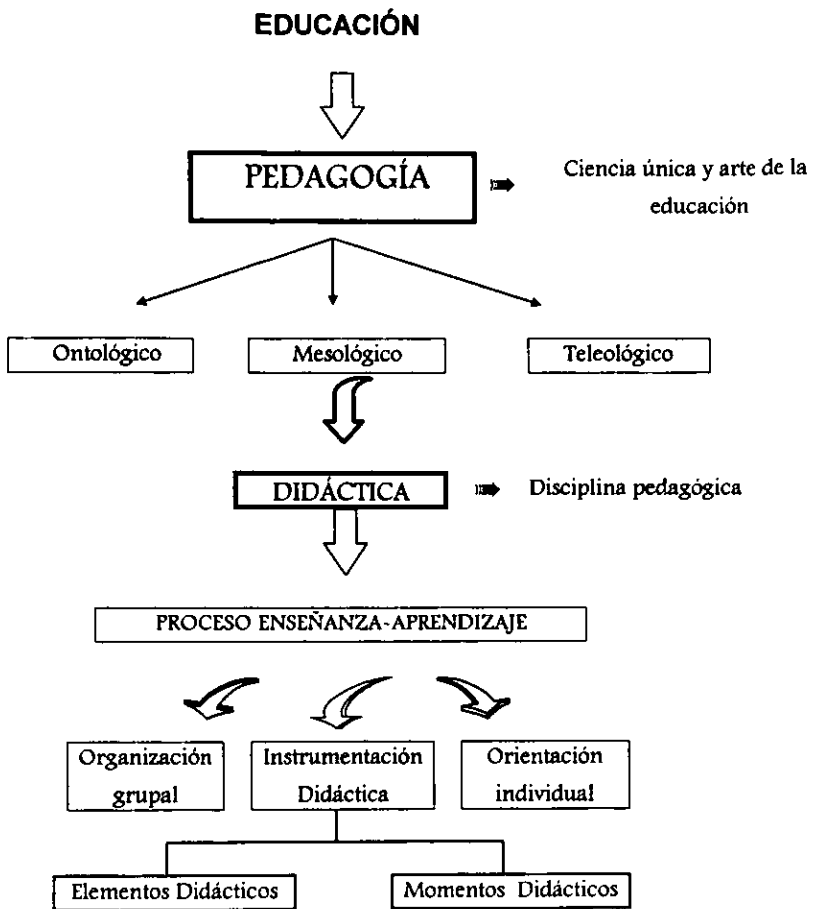 EDUCACIÓN
PEDAGOGÍA
Ciencia única y arte de la
educación
Ontológico
Mesológico
Teleológico
DIDÁCTICA
Disciplina pedagógica
PROCESO ENSEÑANZA-APRENDIZAJE
Organización
grupal
Instrumentación
Didáctica
Orientación
individual
Elementos Didácticos
Momentos Didácticos